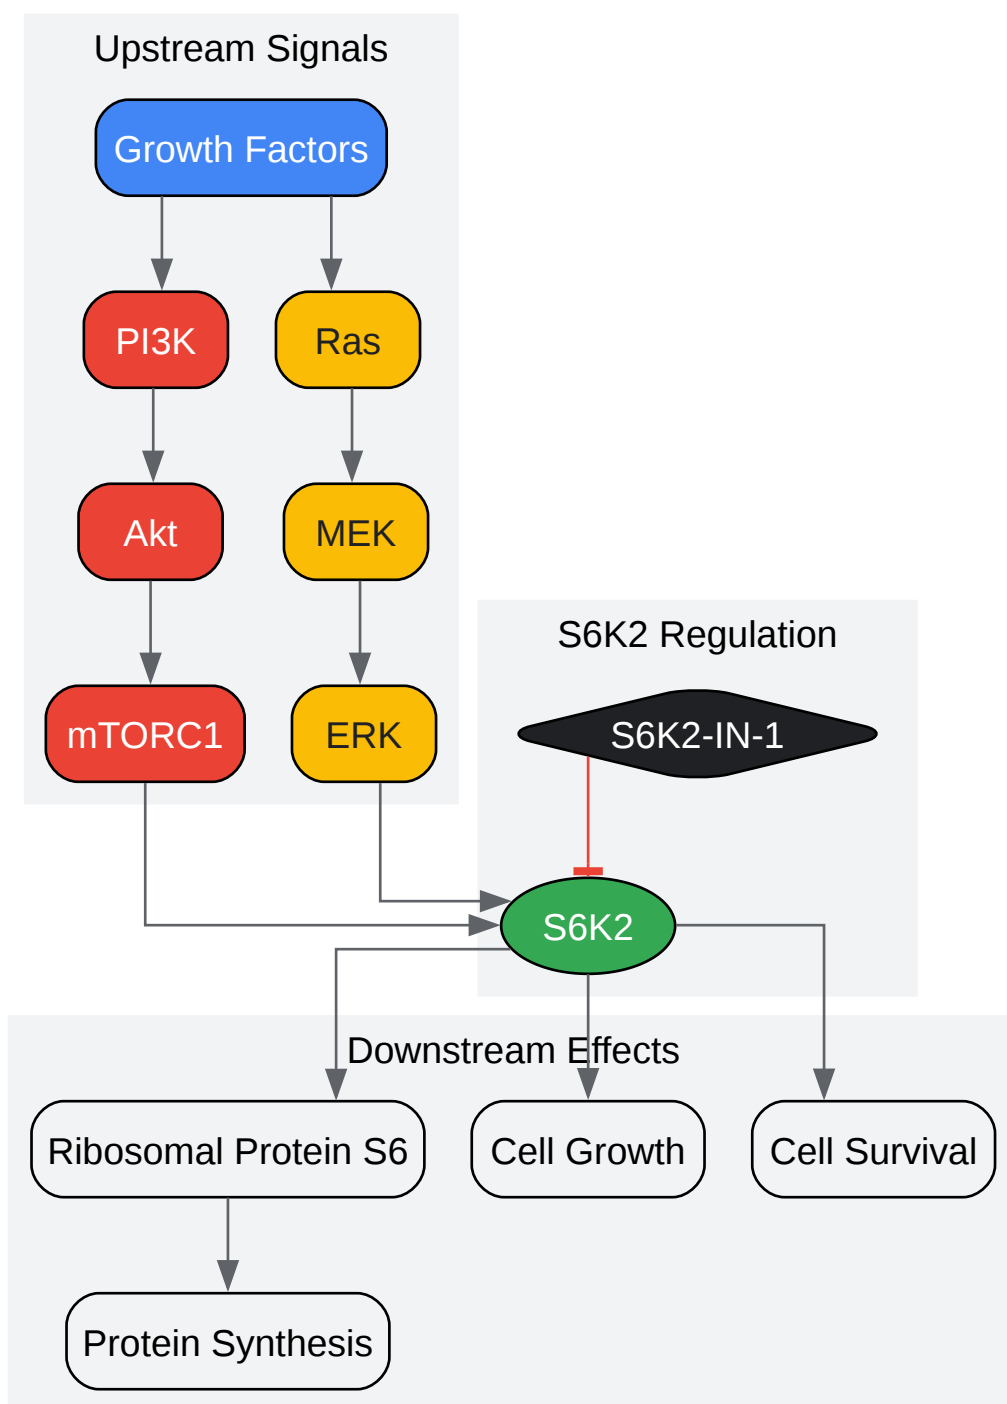 Upstream Signals
Growth Factors
PI3K
Ras
Akt
MEK
mTORC1
ERK
S6K2 Regulation
S6K2-IN-1
S6K2
Downstream Effects
Ribosomal Protein S6
Cell Growth
Cell Survival
Protein Synthesis